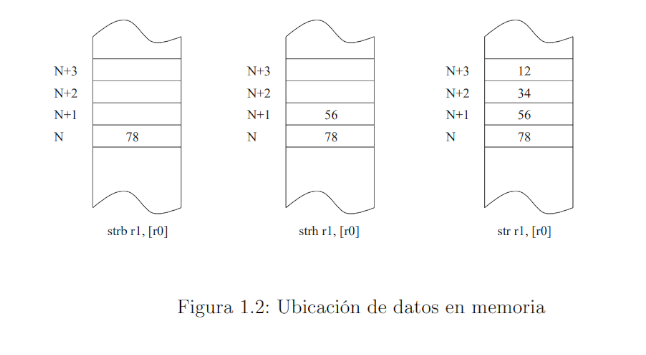 N+3 N+3 N+3 12
N+2 N+2 N+2 34
N+1 N+1 56 N+1 56
N 78 N 78 N 78
strb r1, [r0] strh r1, [r0] str r1, [r0]
Figura 1.2: Ubicación de datos en memoria